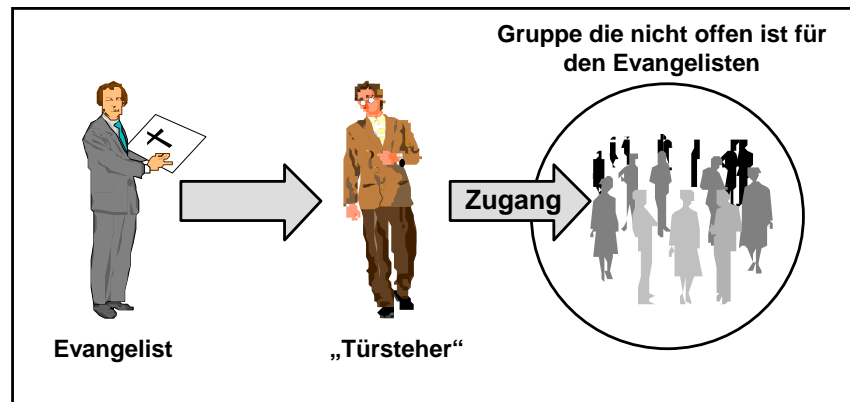 Gruppe die nicht offen ist für
den Evangelisten
Zugang
Evangelist
„Türsteher“